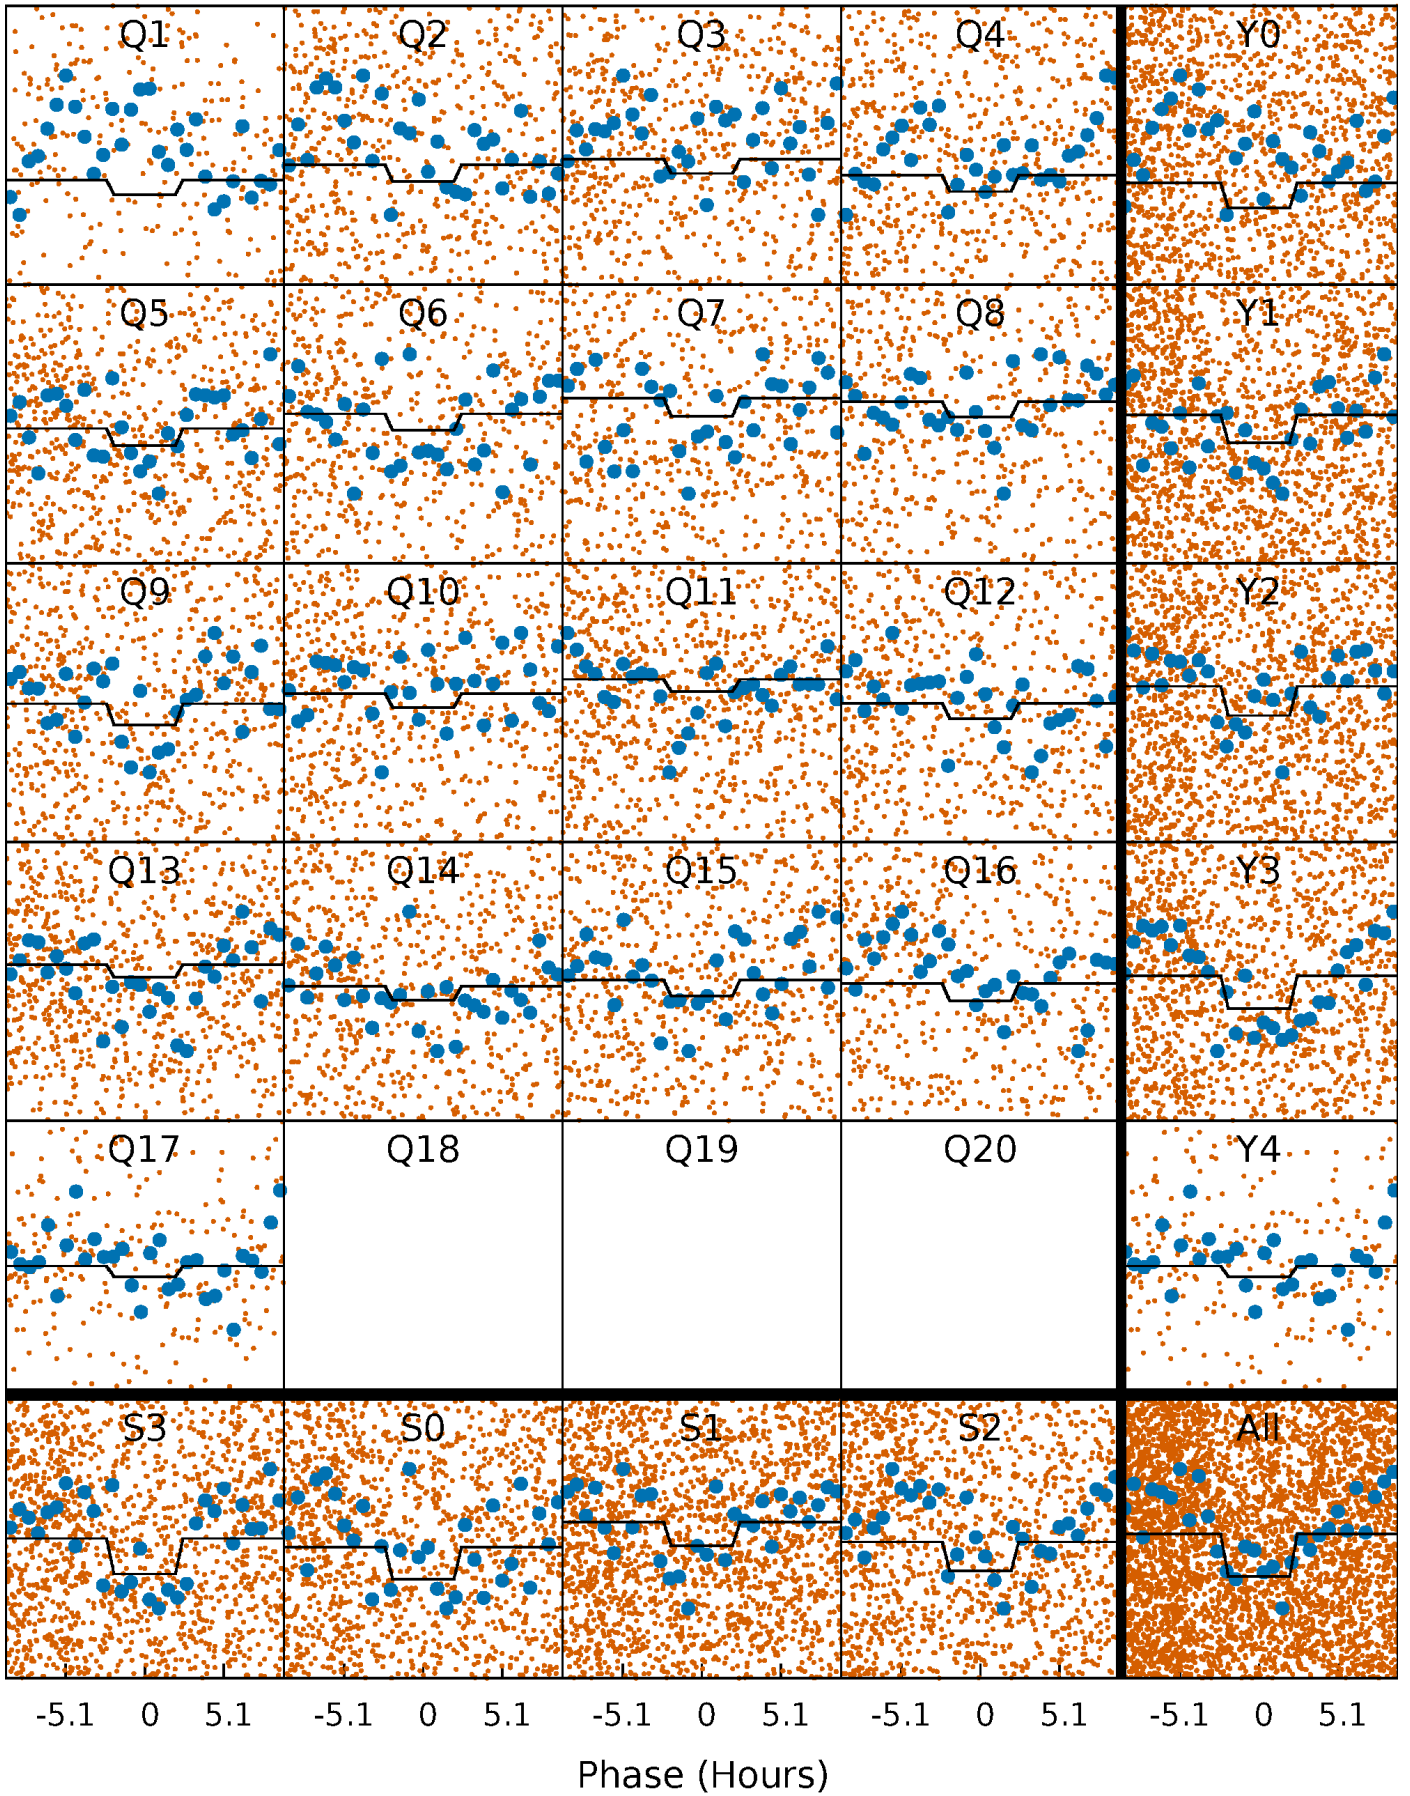 Q1 Q2 Q3 Q4 Y0
Q5 Q6 Q7 Q8 Y1
Q9 Q10 Q11 Q12 Y2
Q13 Q14 Q15 Q16 Y3
Q17 Q18 Q19 Q20 Y4
S3 S0 S1 S2 All
-5.1 0 5.1 -5.1 0 5.1 -5.1 0 5.1 -5.1 0 5.1 -5.1 0 5.1
Phase (Hours)